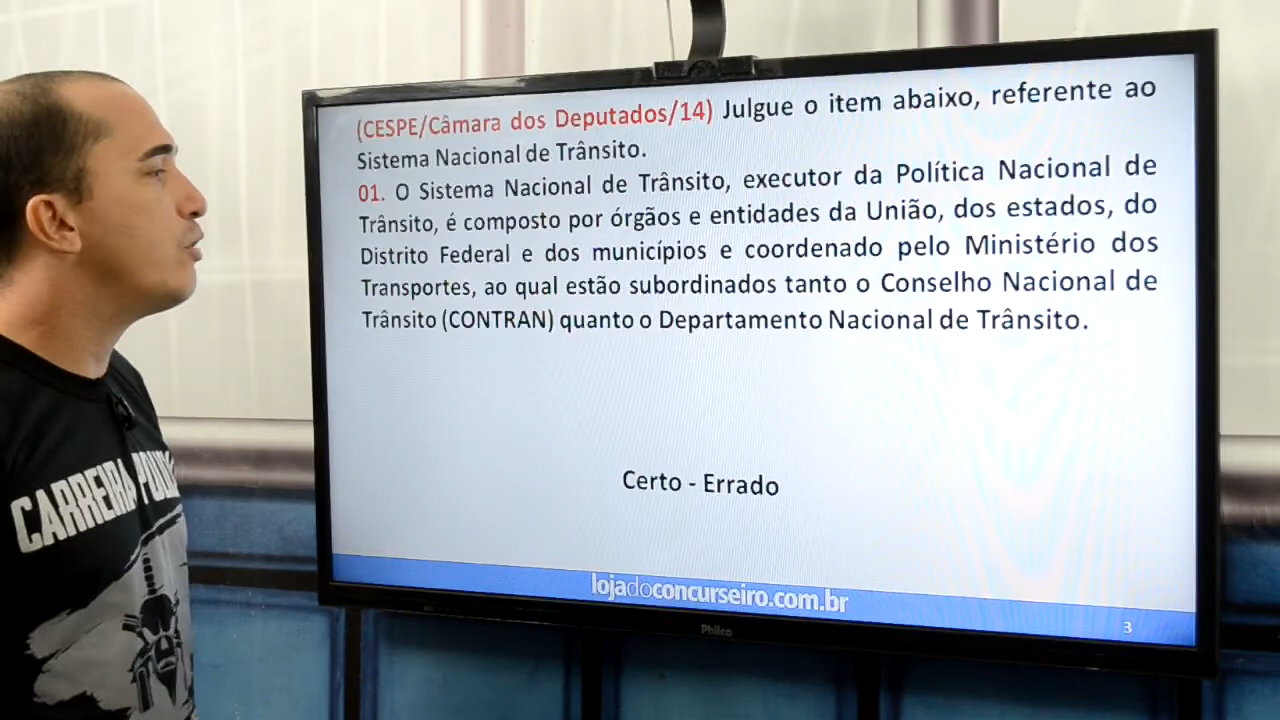 (CESPE/Câmara dos Deputados/14) Julgue o item abaixo, referente ao
Sistema Nacional de Trânsito.
01. O Sistema Nacional de Trânsito, executor da Política Nacional de
Trânsito, é composto por órgãos e entidades da União, dos estados, do
Distrito Federal e dos municípios e coordenado pelo Ministério dos
Transportes, ao qual estão subordinados tanto o Conselho Nacional de
Trânsito (CONTRAN) quanto o Departamento Nacional de Trânsito.
Certo - Errado
lojadoconcurseiro.com.br
3
Philco
CARREIRA